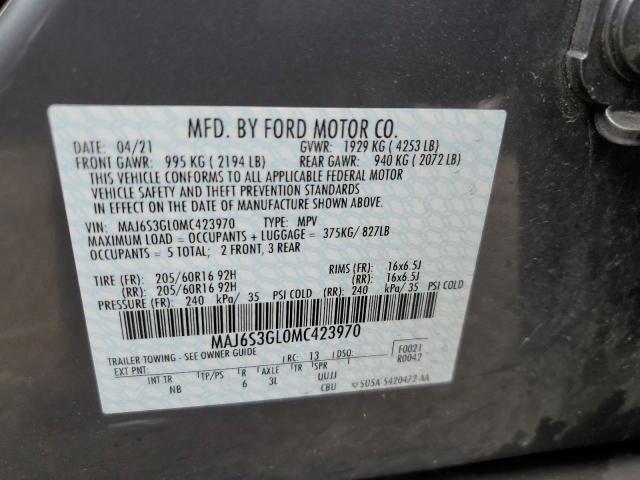 MFD. BY FORD MOTOR CO.
DATE: 04/21 GVWR: 1929 KG ( 4253 LB)
FRONT GAWR: 995 KG ( 2194 LB) REAR GAWR: 940 KG ( 2072 LB)
THIS VEHICLE CONFORMS TO ALL APPLICABLE FEDERAL MOTOR
VEHICLE SAFETY AND THEFT PREVENTION STANDARDS
IN EFFECT ON THE DATE OF MANUFACTURE SHOWN ABOVE.
VIN: MAJ6S3GL0MC423970 TYPE: MPV
MAXIMUM LOAD = OCCUPANTS + LUGGAGE = 375KG/ 827LB
OCCUPANTS = 5 TOTAL; 2 FRONT, 3 REAR
TIRE (FR): 205/60R16 92H RIMS (FR): 16x6.5J
(RR): 205/60R16 92H (RR): 16x6.5J
PRESSURE (FR): 240 kPa/ 35 PSI COLD (RR): 240 kPa/ 35 PSI COLD
MAJ6S3GL0MC423970
TRAILER TOWING - SEE OWNER GUIDE RC: 13 DSO: F0021
EXT PNT: R0042
INT TR TP/PS R AXLE TR SPR UUJJ
NB 6 3L CBU 5U5A-5420472-AA